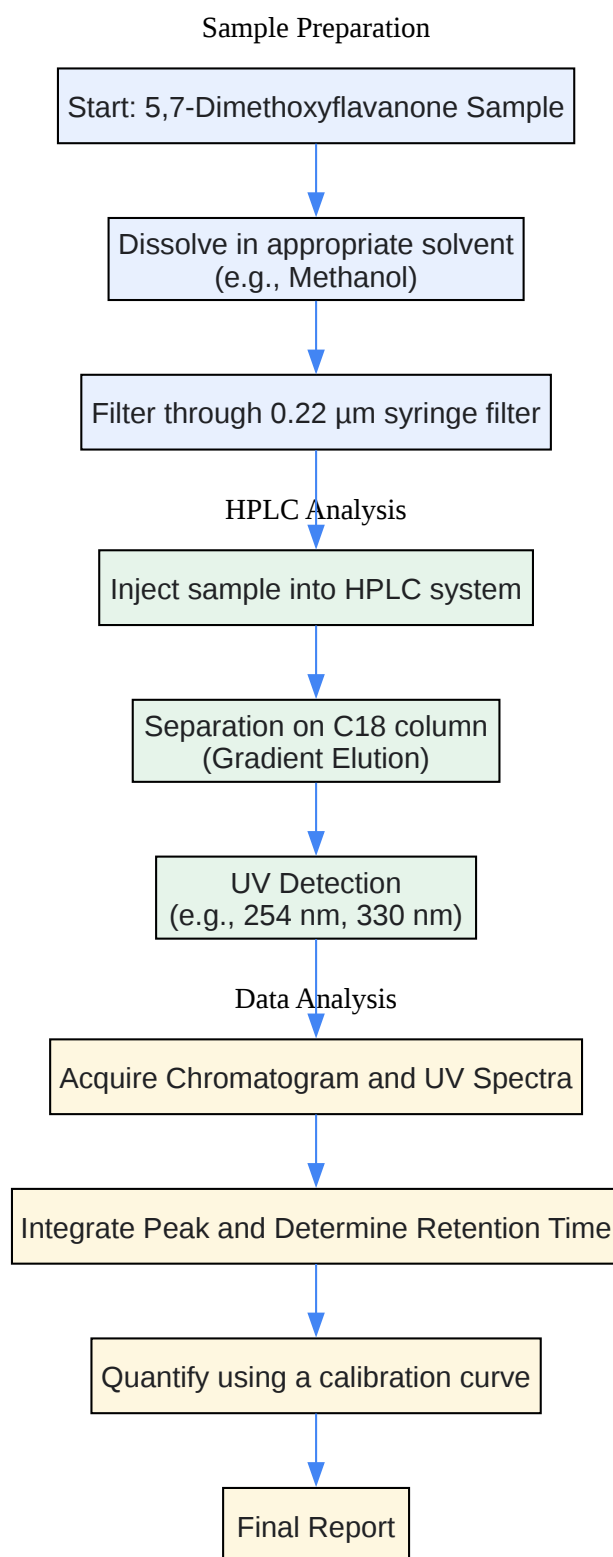 Sample Preparation
Start: 5,7-Dimethoxyflavanone Sample
Dissolve in appropriate solvent
(e.g., Methanol)
Filter through 0.22 µm syringe filter
HPLC Analysis
Inject sample into HPLC system
Separation on C18 column
(Gradient Elution)
UV Detection
(e.g., 254 nm, 330 nm)
Data Analysis
Acquire Chromatogram and UV Spectra
Integrate Peak and Determine Retention Time
Quantify using a calibration curve
Final Report